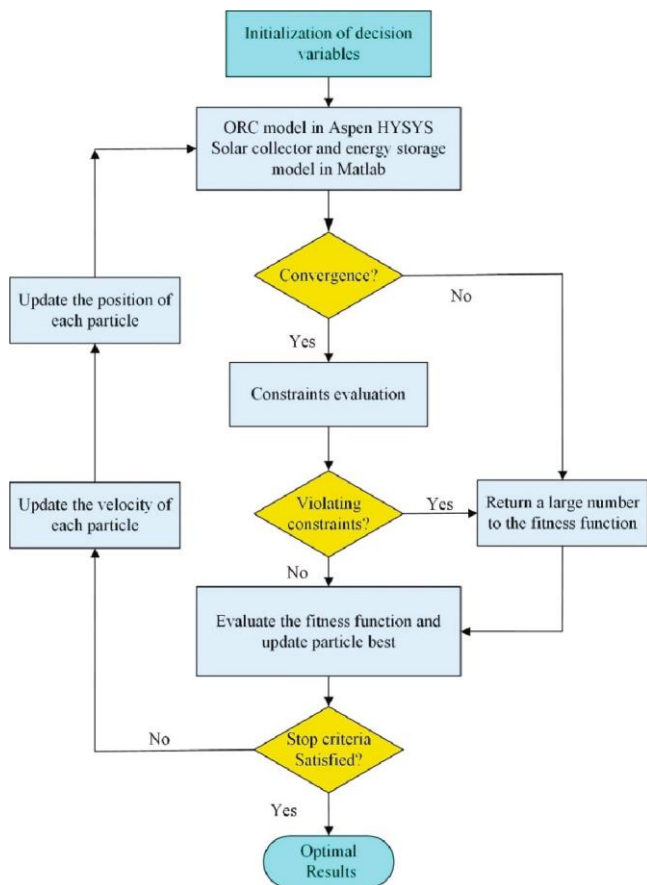 Initialization of decision
variables
ORC model in Aspen HYSYS
Solar collector and energy storage
model in Matlab
Convergence?
No
Yes
Update the position of
each particle
Constraints evaluation
Update the velocity of
each particle
Violating
constraints?
Yes
Return a large number
to the fitness function
No
Evaluate the fitness function and
update particle best
Stop criteria
Satisfied?
No
Yes
Optimal
Results